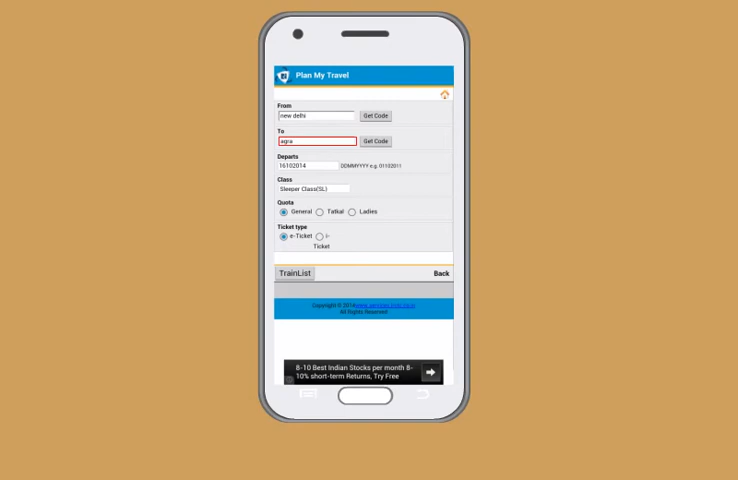 Plan My Travel
From
new delhi
Get Code
To
agra
Get Code
Departs
16102014
DDMMYYYY e.g. 01102011
Class
Sleeper Class(SL)
Quota
General
Tatkal
Ladies
Ticket type
e-Ticket
i-
Ticket
TrainList
Back
Copyright © 2014
All Rights Reserved
8-10 Best Indian Stocks per month 8-
10% short-term Returns, Try Free